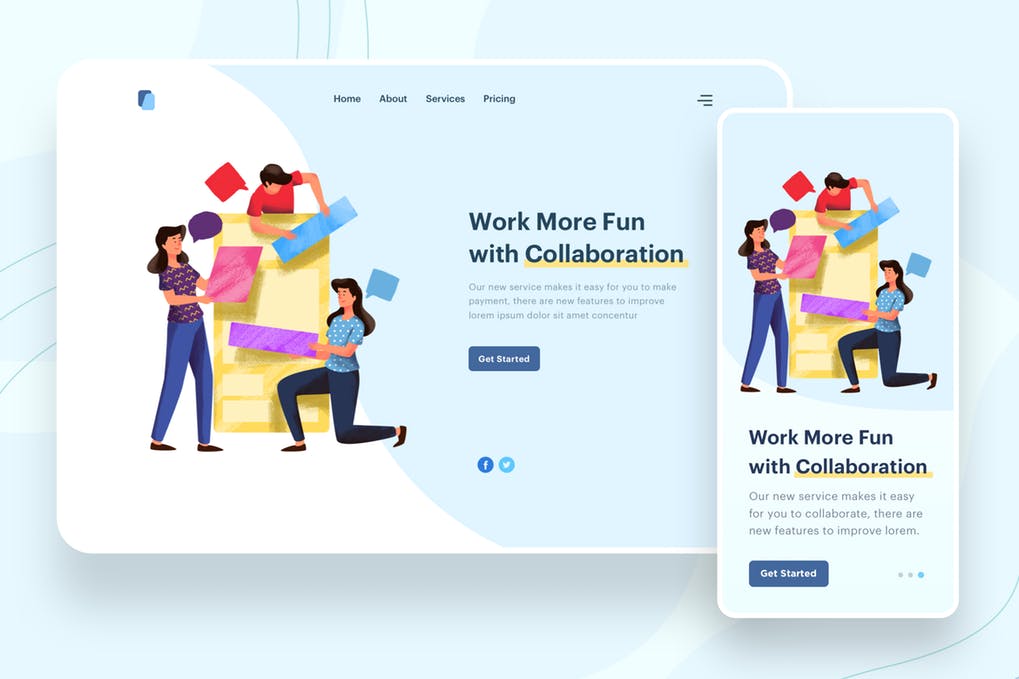 Home About Services Pricing
Work More Fun
with Collaboration
Our new service makes it easy for you to make
payment, there are new features to improve
lorem ipsum dolor sit amet concentur
Get Started
Work More Fun
with Collaboration
Our new service makes it easy
for you to collaborate, there are
new features to improve lorem.
Get Started